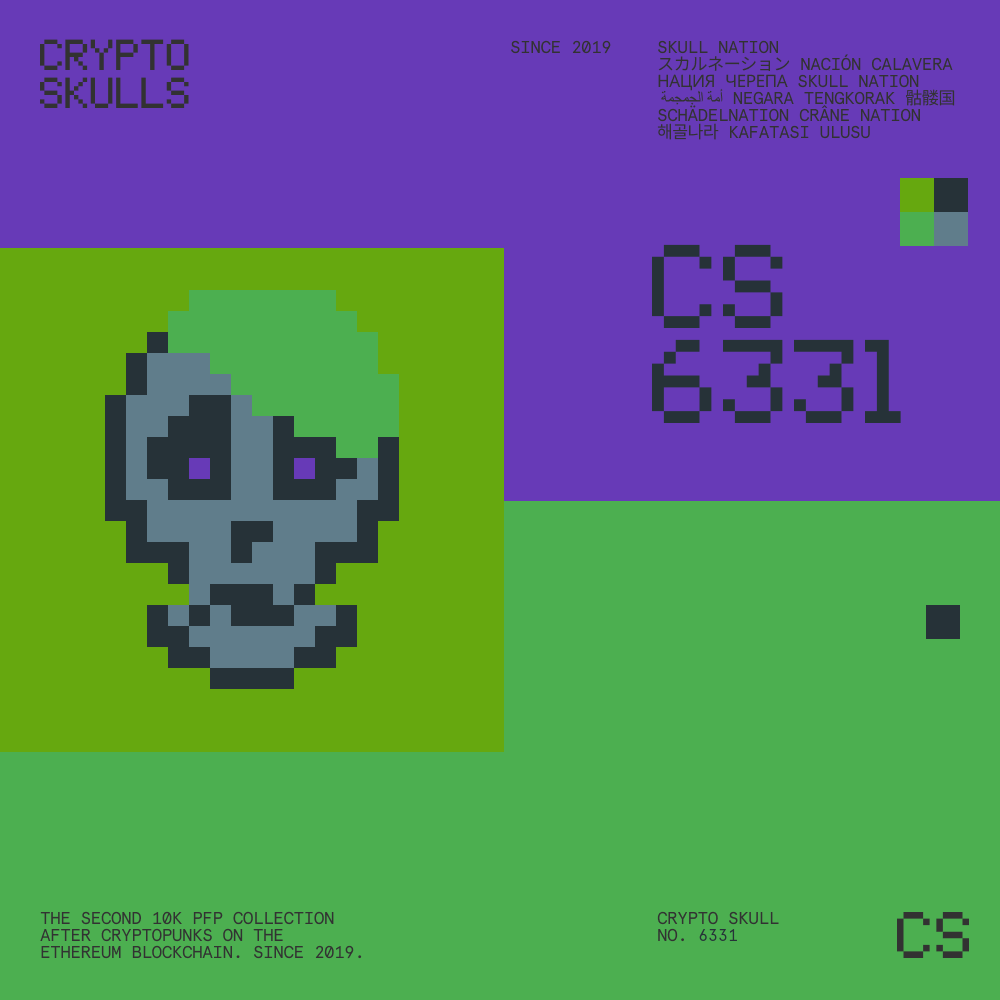 CRYPTO
SKULLS
SINCE 2019
SKULL NATION
スカルネーション NACIÓN CALAVERA
НАЦИЯ ЧЕРЕПА SKULL NATION
أمة الجمجمة NEGARA TENGKORAK 骷髅国
SCHÄDELNATION CRÂNE NATION
해골나라 KAFATASI ULUSU
CS
6331
THE SECOND 10K PFP COLLECTION
AFTER CRYPTOPUNKS ON THE
ETHEREUM BLOCKCHAIN. SINCE 2019.
CRYPTO SKULL
NO. 6331
CS